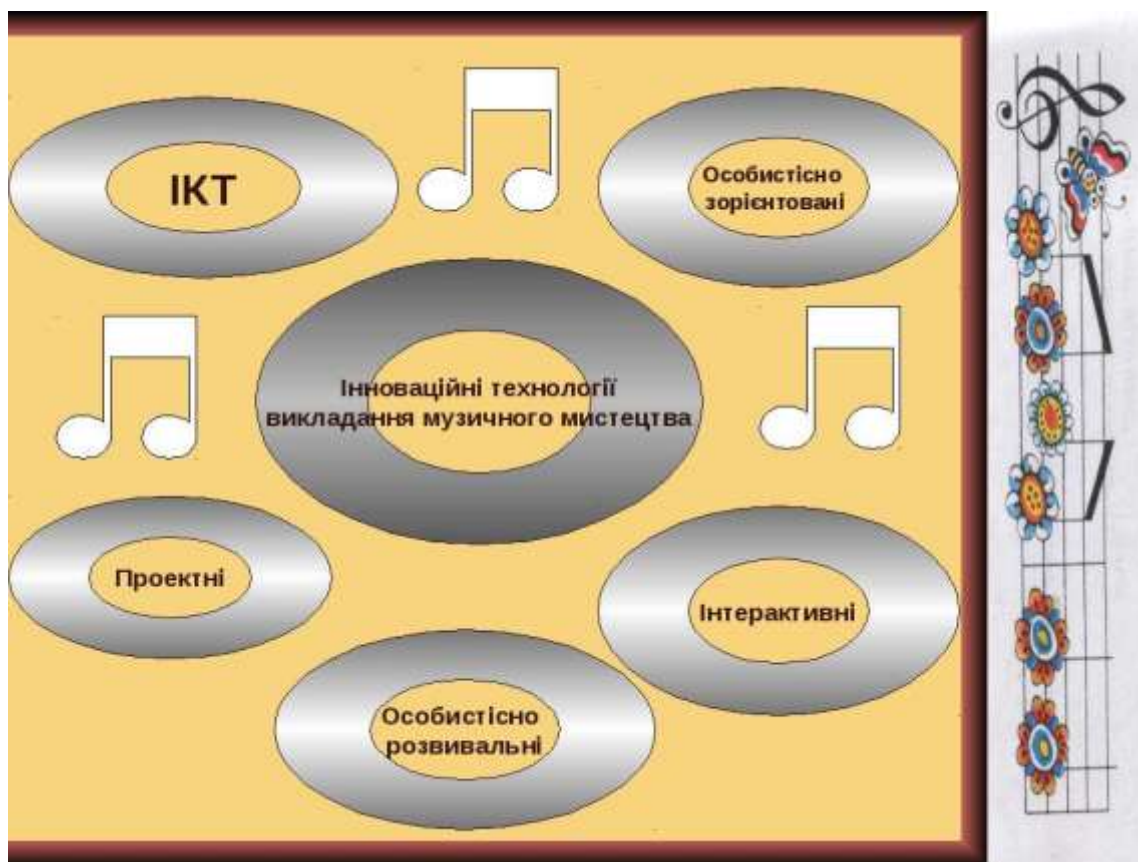 ІКТ
Особистісно
зорієнтовані
Інноваційні технології
викладання музичного мистецтва
Проектні
Інтерактивні
Особистісно
розвивальні